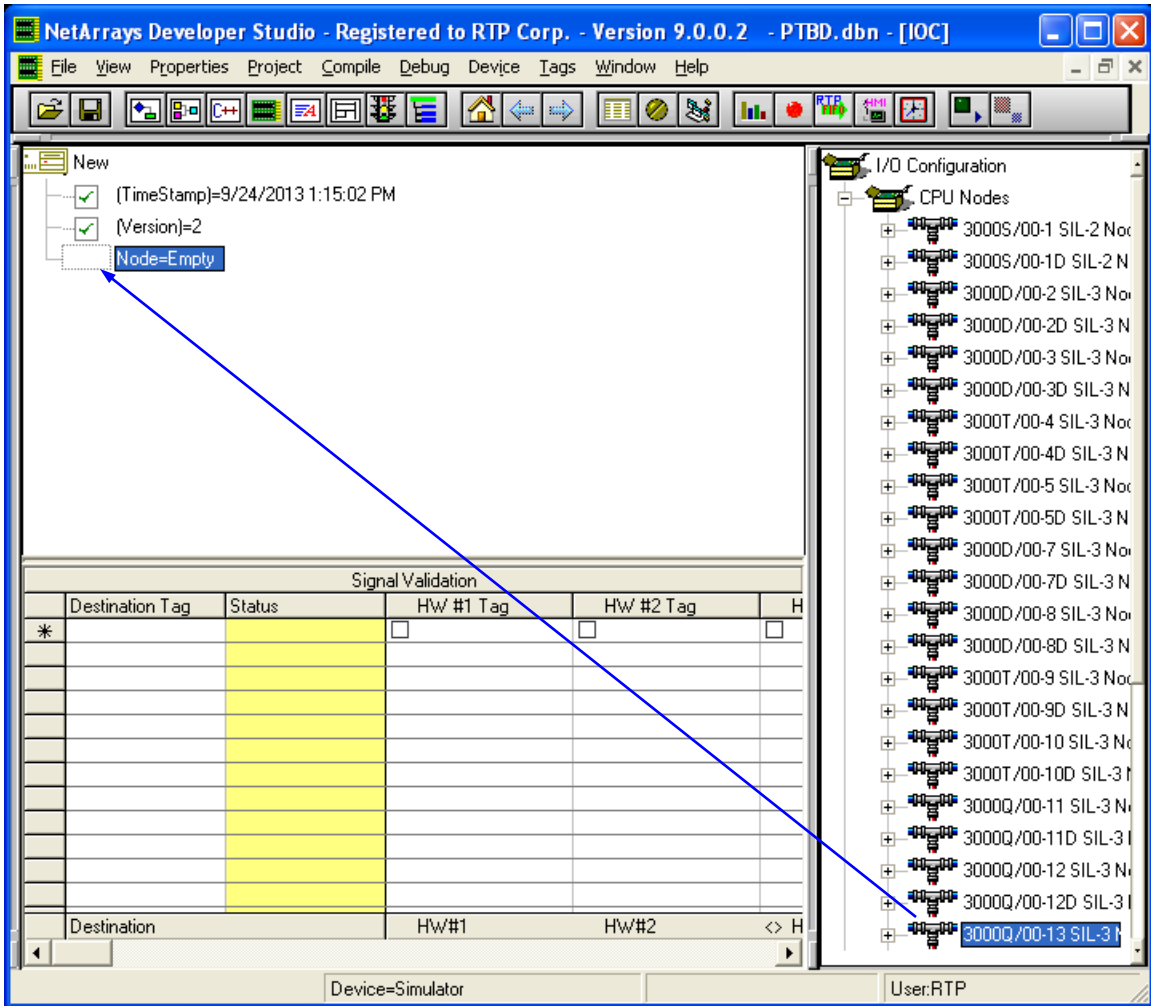 NetArrays Developer Studio - Registered to RTP Corp. - Version 9.0.0.2 - PTBD.dbn - [IOC]
File View Properties Project Compile Debug Device Tags Window Help
C++
RTP
HMI
New
(TimeStamp)=9/24/2013 1:15:02 PM
(Version)=2
Node=Empty
Signal Validation
Destination Tag Status HW #1 Tag HW #2 Tag H
*
Destination HW#1 HW#2 <> H
I/O Configuration
CPU Nodes
3000S/00-1 SIL-2 Noc
3000S/00-1D SIL-2 N
3000D/00-2 SIL-3 No
3000D/00-2D SIL-3 N
3000D/00-3 SIL-3 No
3000D/00-3D SIL-3 N
3000T/00-4 SIL-3 Noc
3000T/00-4D SIL-3 N
3000T/00-5 SIL-3 Noc
3000T/00-5D SIL-3 N
3000D/00-7 SIL-3 No
3000D/00-7D SIL-3 N
3000D/00-8 SIL-3 No
3000D/00-8D SIL-3 N
3000T/00-9 SIL-3 Noc
3000T/00-9D SIL-3 N
3000T/00-10 SIL-3 No
3000T/00-10D SIL-3
3000Q/00-11 SIL-3 N
3000Q/00-11D SIL-3
3000Q/00-12 SIL-3 N
3000Q/00-12D SIL-3
3000Q/00-13 SIL-3 N
Device=Simulator User:RTP